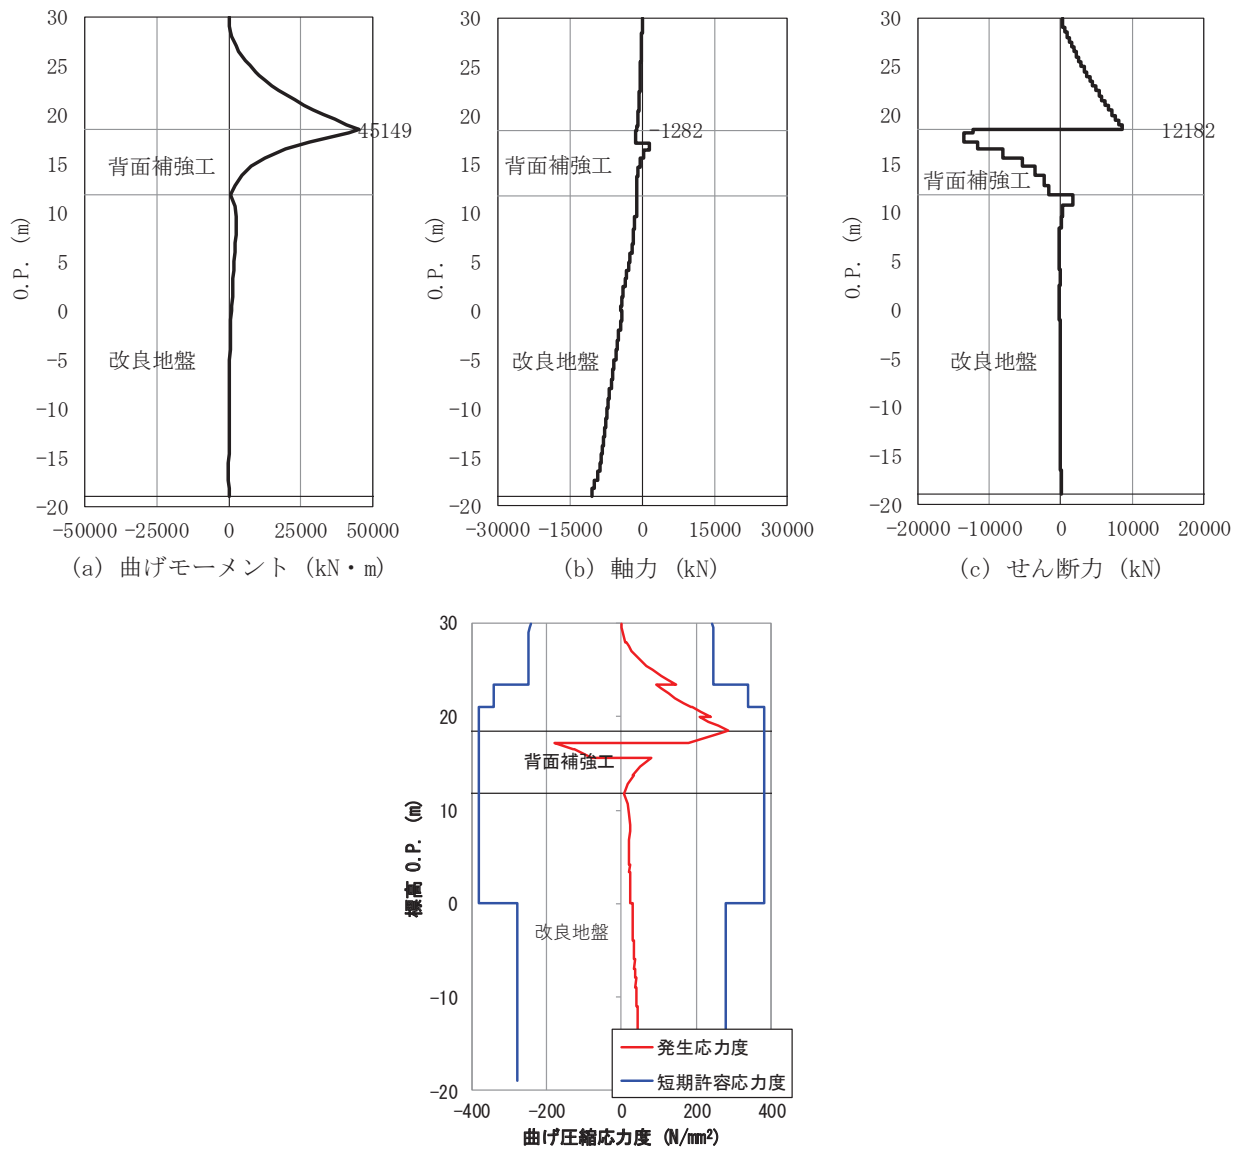 30
25
20
15
10
5
0
-5
-10
-15
-20
O.P. (m)
45149
背面補強工
改良地盤
-50000 -25000 0 25000 50000
(a) 曲げモーメント (kN・m)
30
25
20
15
10
5
0
-5
-10
-15
-20
O.P. (m)
-1282
背面補強工
改良地盤
-30000 -15000 0 15000 30000
(b) 軸力 (kN)
30
25
20
15
10
5
0
-5
-10
-15
-20
O.P. (m)
12182
背面補強工
改良地盤
-20000 -10000 0 10000 20000
(c) せん断力 (kN)
30
20
10
0
-10
-20
標高 O.P. (m)
背面補強工
改良地盤
発生応力度
短期許容応力度
-400 -200 0 200 400
曲げ圧縮応力度 (N/mm²)